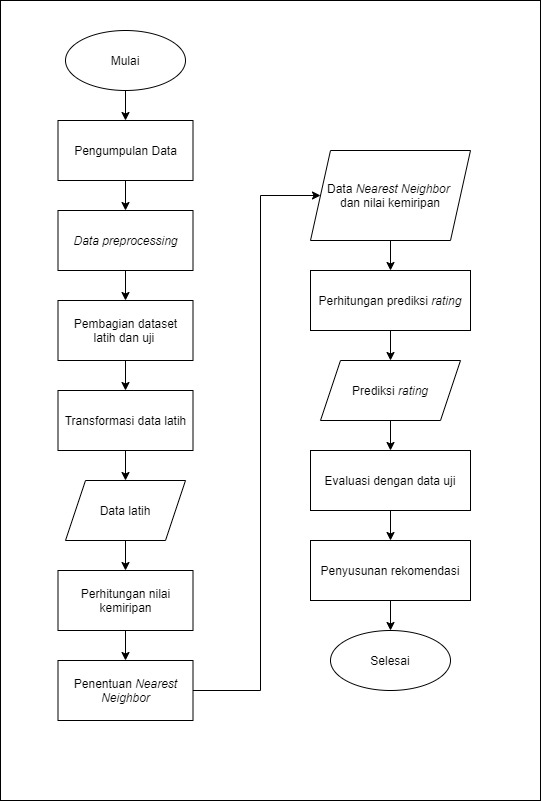 Mulai
Pengumpulan Data
Data preprocessing
Pembagian dataset
latih dan uji
Transformasi data latih
Data latih
Perhitungan nilai
kemiripan
Penentuan Nearest
Neighbor
Data Nearest Neighbor
dan nilai kemiripan
Perhitungan prediksi rating
Prediksi rating
Evaluasi dengan data uji
Penyusunan rekomendasi
Selesai